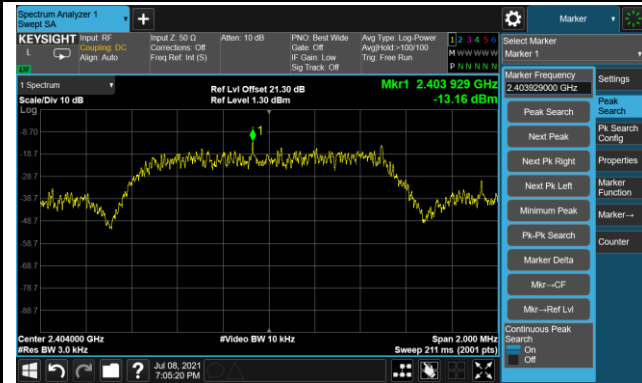 Spectrum Analyzer 1
Swept SA
Marker
KEYSIGHT
L
Input: RF
Coupling: DC
Align: Auto
Input Z: 50 Ω
Corrections: Off
Freq Ref: Int (S)
Atten: 10 dB
PNO: Best Wide
Gate: Off
IF Gain: Low
Sig Track: Off
Avg Type: Log-Power
Avg|Hold:>100/100
Trig: Free Run
1 2 3 4 5 6
M W W W W W
P N N N N N
Select Marker
Marker 1
1 Spectrum
Scale/Div 10 dB
Log
Ref Lvl Offset 21.30 dB
Ref Level 1.30 dBm
Mkr1 2.403 929 GHz
-13.16 dBm
1
-8.70
-18.7
-28.7
-38.7
-48.7
-58.7
-68.7
-78.7
-88.7
Center 2.404000 GHz
#Res BW 3.0 kHz
#Video BW 10 kHz
Span 2.000 MHz
Sweep 211 ms (2001 pts)
Marker Frequency
2.403929000 GHz
Peak Search
Next Peak
Next Pk Right
Next Pk Left
Minimum Peak
Pk-Pk Search
Marker Delta
Mkr→CF
Mkr→Ref Lvl
Continuous Peak
Search
On
Off
Settings
Peak
Search
Pk Search
Config
Properties
Marker
Function
Marker→
Counter
?
Jul 08, 2021
7:05:20 PM